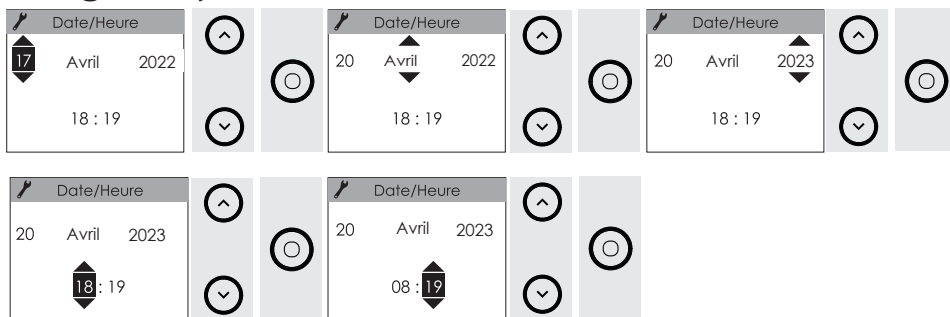 Date/Heure
17 Avril 2022
18 : 19
Date/Heure
20 Avril 2022
18 : 19
Date/Heure
20 Avril 2023
18 : 19
Date/Heure
20 Avril 2023
18 : 19
Date/Heure
20 Avril 2023
08 : 19